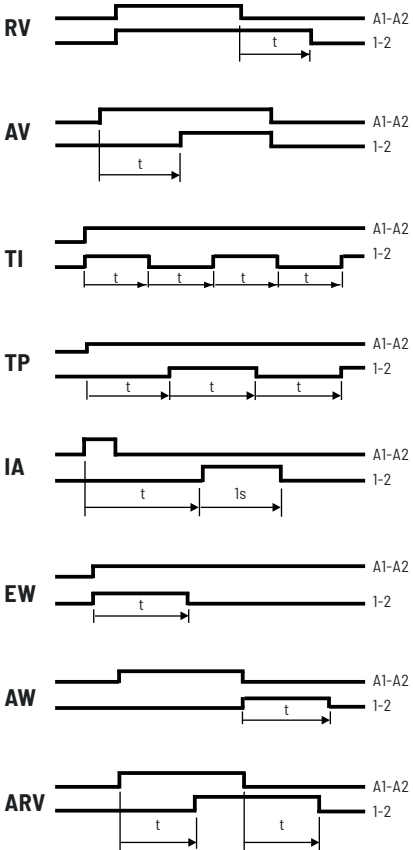 RV A1-A2
1-2
t
AV A1-A2
1-2
t
TI A1-A2
1-2
t t t t
TP A1-A2
1-2
t t t
IA A1-A2
1-2
t 1s
EW A1-A2
t 1-2
AW A1-A2
1-2
t
ARV A1-A2
1-2
t t